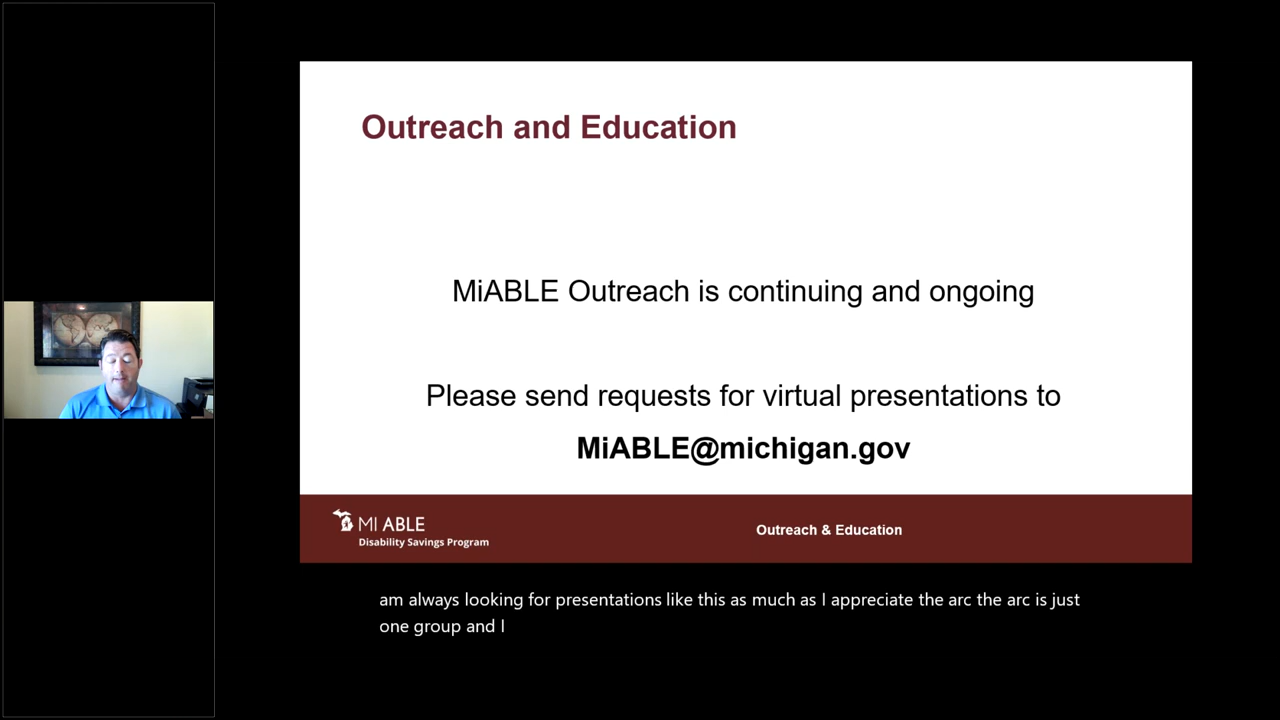 Outreach and Education
MiABLE Outreach is continuing and ongoing
Please send requests for virtual presentations to
MiABLE@michigan.gov
MI ABLE
Disability Savings Program
Outreach & Education
am always looking for presentations like this as much as I appreciate the arc the arc is just
one group and I